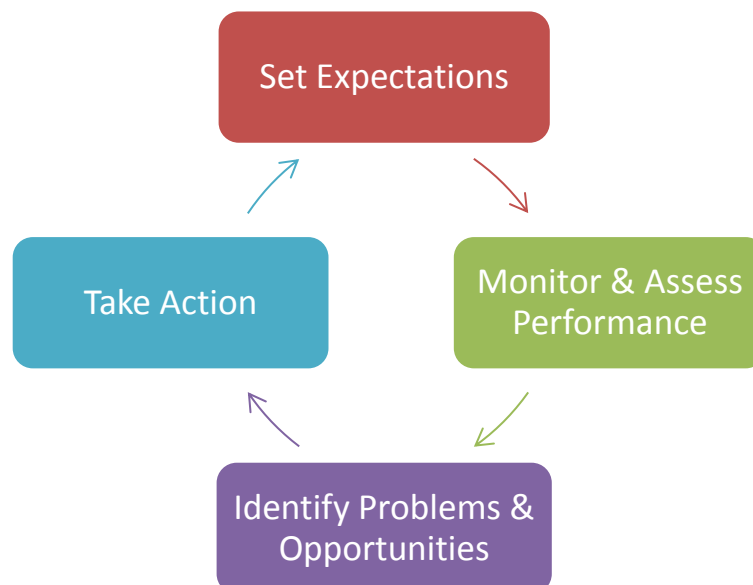 Set Expectations
Monitor & Assess
Performance
Identify Problems &
Opportunities
Take Action